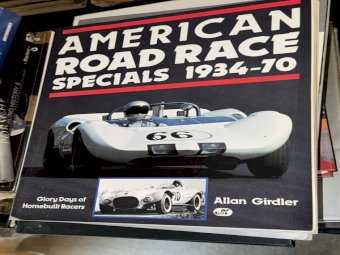 AMERICAN
ROAD RACE
SPECIALS 1934-70
66
Glory Days of
Homebuilt Racers
Allan Girdler